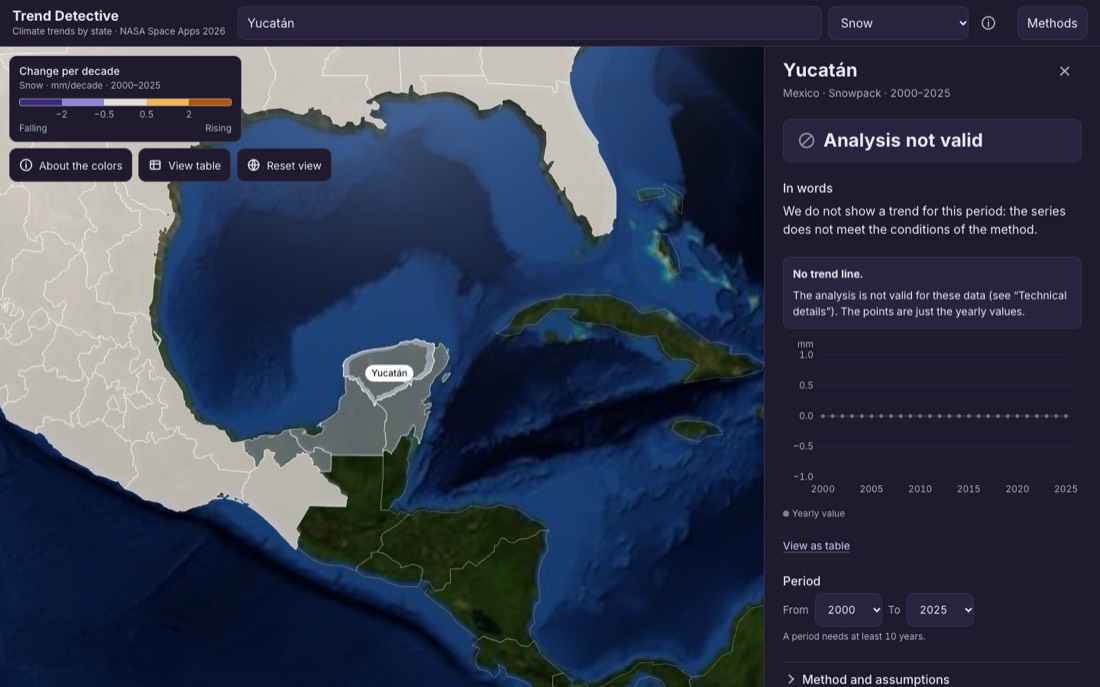 Trend Detective
Climate trends by state · NASA Space Apps 2026
Yucatán
Snow
Methods
Change per decade
Snow · mm/decade · 2000–2025
−2 −0.5 0.5 2
Falling Rising
About the colors
View table
Reset view
Yucatán
Yucatán
Mexico · Snowpack · 2000–2025
Analysis not valid
In words
We do not show a trend for this period: the series
does not meet the conditions of the method.
No trend line.
The analysis is not valid for these data (see “Technical
details”). The points are just the yearly values.
mm
1.0
0.5
0.0
−0.5
−1.0
2000 2005 2010 2015 2020 2025
Yearly value
View as table
Period
From 2000 To 2025
A period needs at least 10 years.
Method and assumptions